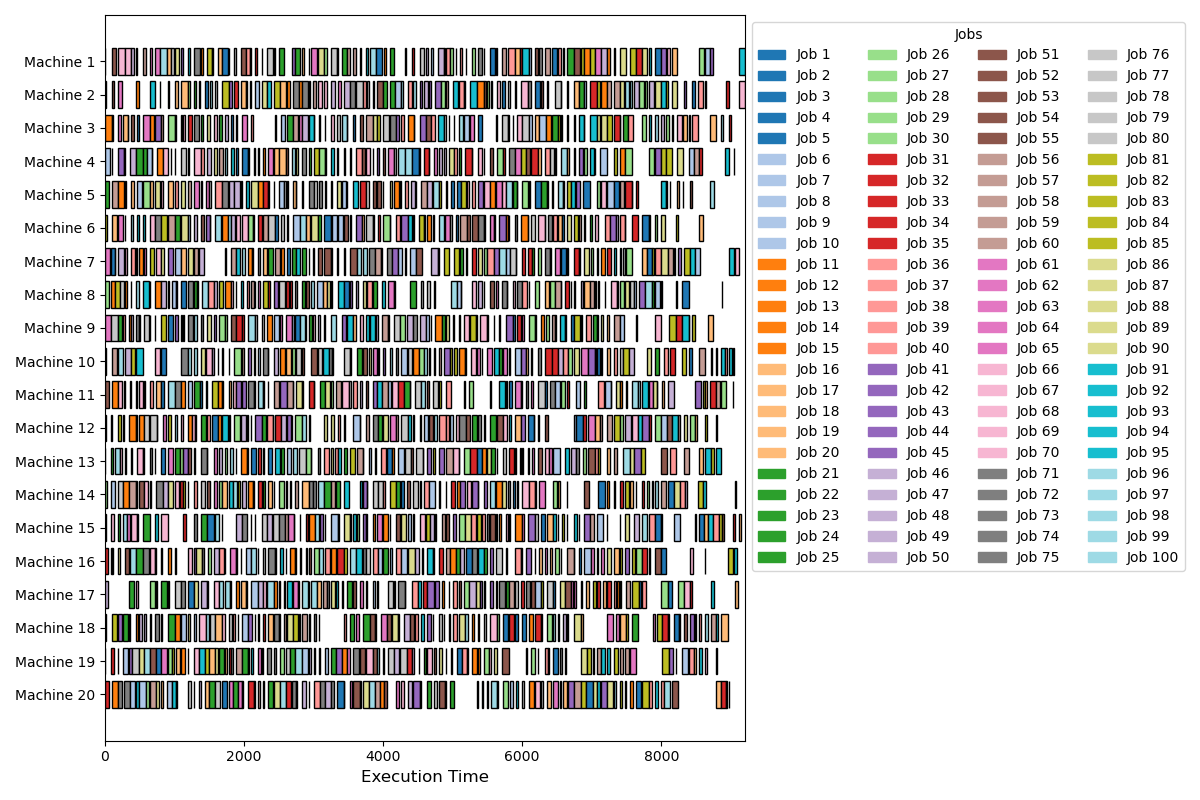 Machine 1
Machine 2
Machine 3
Machine 4
Machine 5
Machine 6
Machine 7
Machine 8
Machine 9
Machine 10
Machine 11
Machine 12
Machine 13
Machine 14
Machine 15
Machine 16
Machine 17
Machine 18
Machine 19
Machine 20
0 2000 4000 6000 8000
Execution Time
Jobs
Job 1 Job 26 Job 51 Job 76
Job 2 Job 27 Job 52 Job 77
Job 3 Job 28 Job 53 Job 78
Job 4 Job 29 Job 54 Job 79
Job 5 Job 30 Job 55 Job 80
Job 6 Job 31 Job 56 Job 81
Job 7 Job 32 Job 57 Job 82
Job 8 Job 33 Job 58 Job 83
Job 9 Job 34 Job 59 Job 84
Job 10 Job 35 Job 60 Job 85
Job 11 Job 36 Job 61 Job 86
Job 12 Job 37 Job 62 Job 87
Job 13 Job 38 Job 63 Job 88
Job 14 Job 39 Job 64 Job 89
Job 15 Job 40 Job 65 Job 90
Job 16 Job 41 Job 66 Job 91
Job 17 Job 42 Job 67 Job 92
Job 18 Job 43 Job 68 Job 93
Job 19 Job 44 Job 69 Job 94
Job 20 Job 45 Job 70 Job 95
Job 21 Job 46 Job 71 Job 96
Job 22 Job 47 Job 72 Job 97
Job 23 Job 48 Job 73 Job 98
Job 24 Job 49 Job 74 Job 99
Job 25 Job 50 Job 75 Job 100